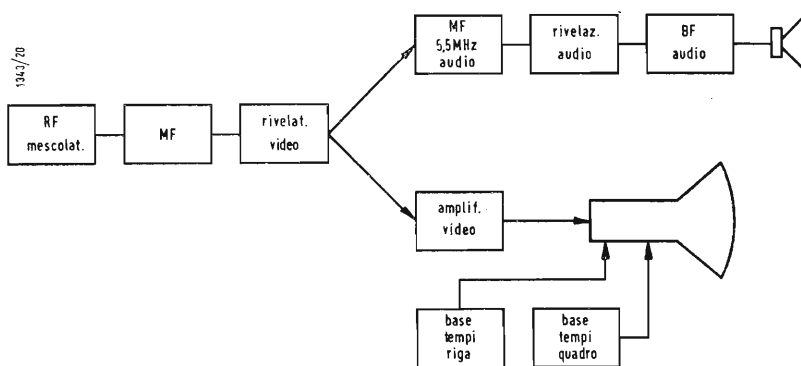 1343/20
RF
mescolat.
MF
rivelat.
video
MF
5,5MHz
audio
rivelaz.
audio
BF
audio
amplif.
video
base
tempi
riga
base
tempi
quadro